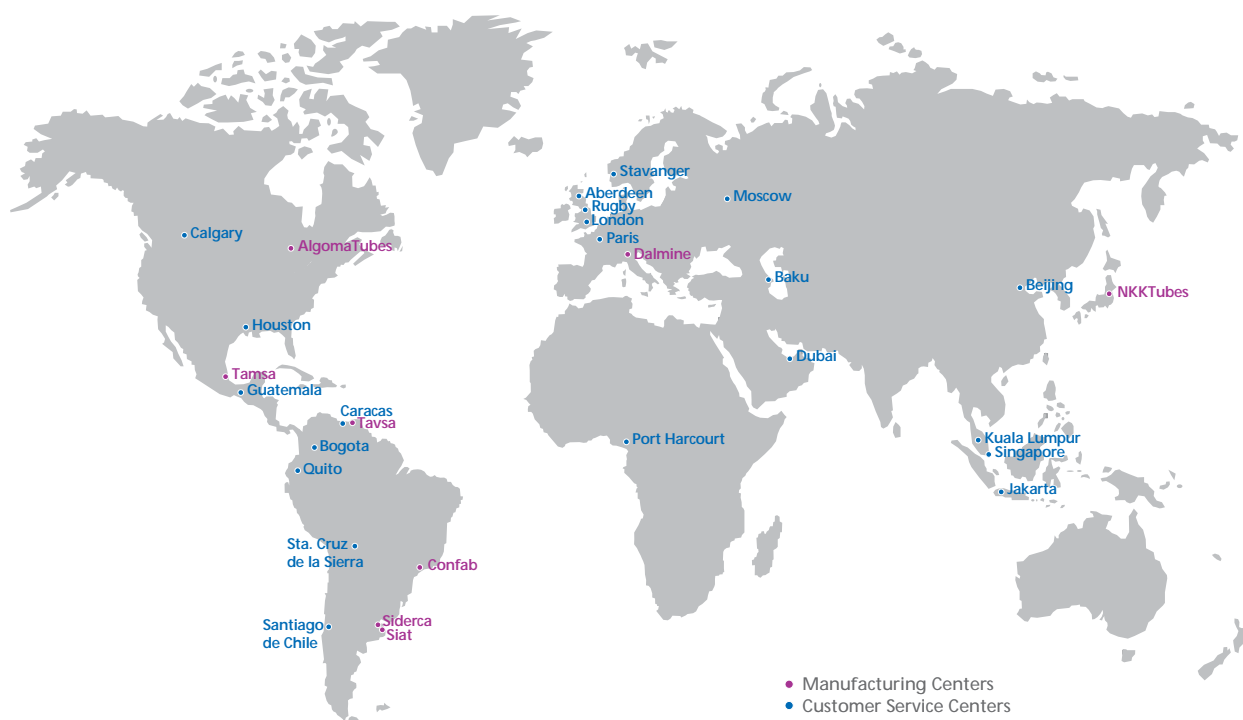 Stavanger
Aberdeen
Moscow
Rugby
London
Calgary
Paris
AlgomaTubes
Dalmine
Baku
Beijing
NKKTubes
Houston
Dubai
Tamsa
Guatemala
Caracas
Tavsa
Port Harcourt
Kuala Lumpur
Bogota
Singapore
Quito
Jakarta
Sta. Cruz
de la Sierra
Confab
Siderca
Santiago
Siat
de Chile
Manufacturing Centers
Customer Service Centers